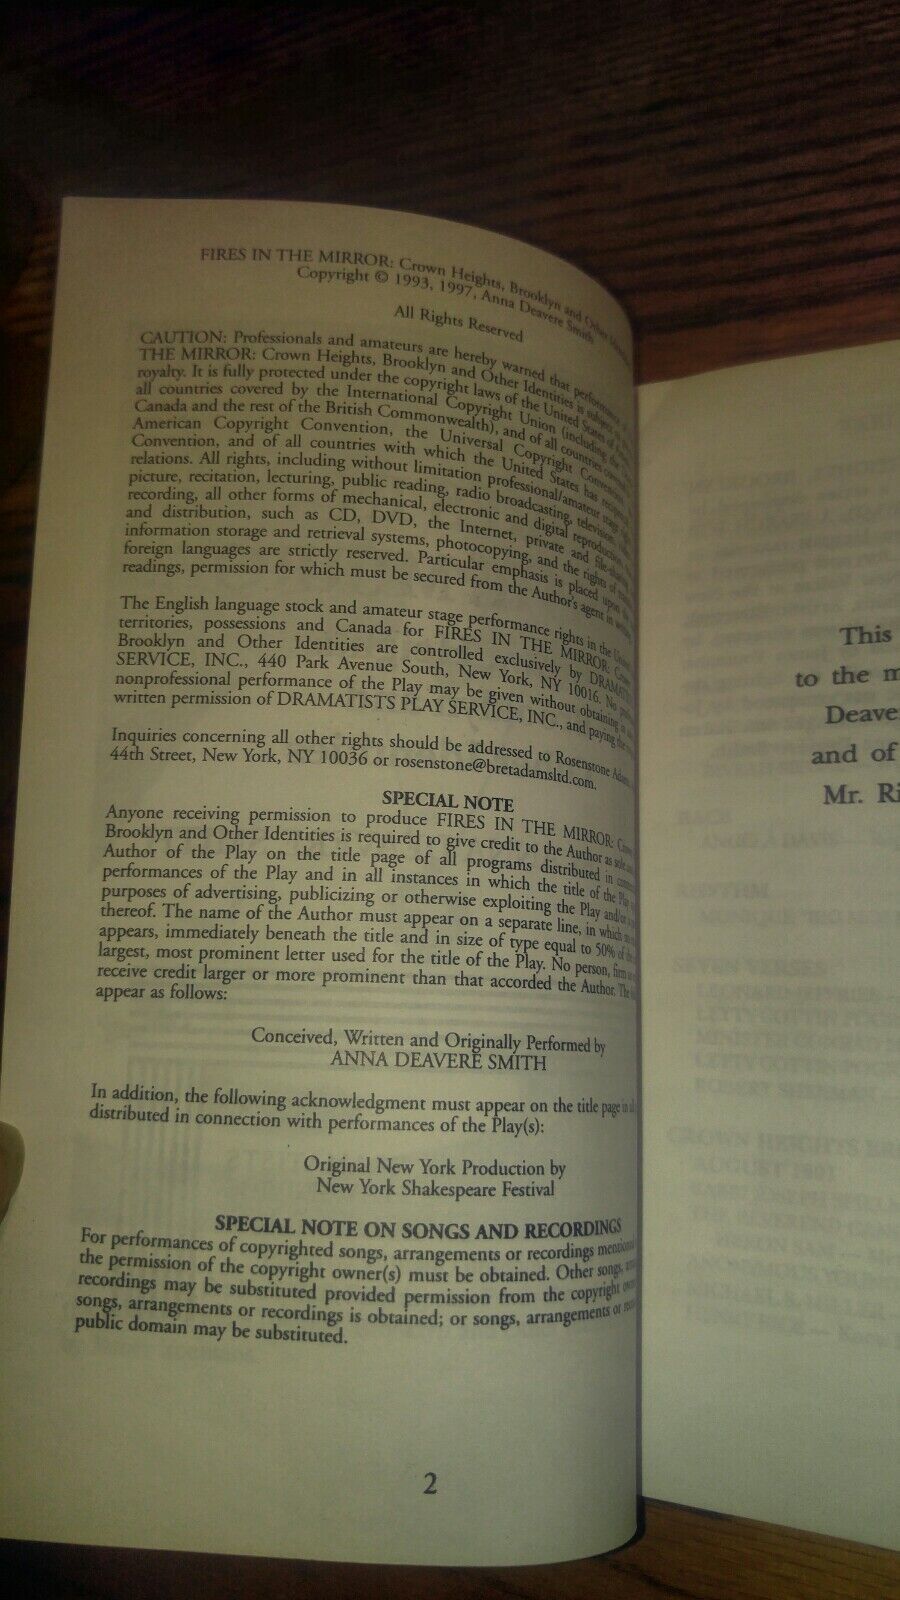 FIRES IN THE MIRROR: Crown Heights, Brooklyn and Other
Copyright © 1993, 1997, Anna Deavere Smith
All Rights Reserved
CAUTION: Professionals and amateurs are hereby warned that performance
THE MIRROR: Crown Heights, Brooklyn and Other Identities is subject
royalty. It is fully protected under the copyright laws of the United States of
all countries covered by the International Copyright Union (including the
Canada and the rest of the British Commonwealth), and of all countries
American Copyright Convention, the Universal Copyright Convention,
Convention, and of all countries with which the United States has
relations. All rights, including without limitation professional/amateur stage
picture, recitation, lecturing, public reading, radio broadcasting, television,
recording, all other forms of mechanical, electronic and digital reproduction,
and distribution, such as CD, DVD, the Internet, private and file-sharing
information storage and retrieval systems, photocopying, and the rights of
foreign languages are strictly reserved. Particular emphasis is placed upon
readings, permission for which must be secured from the Author's agent in
The English language stock and amateur stage performance rights in the United
territories, possessions and Canada for FIRES IN THE MIRROR: Crown
Brooklyn and Other Identities are controlled exclusively by DRAMATISTS
SERVICE, INC., 440 Park Avenue South, New York, NY 10016. No
nonprofessional performance of the Play may be given without obtaining in
written permission of DRAMATISTS PLAY SERVICE, INC., and paying the
Inquiries concerning all other rights should be addressed to Rosenstone
44th Street, New York, NY 10036 or rosenstone@bretadamsltd.com.
SPECIAL NOTE
Anyone receiving permission to produce FIRES IN THE MIRROR: Crown
Brooklyn and Other Identities is required to give credit to the Author as sole
Author of the Play on the title page of all programs distributed in
performances of the Play and in all instances in which the title of the Play
purposes of advertising, publicizing or otherwise exploiting the Play and/or
thereof. The name of the Author must appear on a separate line, in which no
appears, immediately beneath the title and in size of type equal to 50% of the
largest, most prominent letter used for the title of the Play. No person, firm
receive credit larger or more prominent than that accorded the Author. The
appear as follows:
Conceived, Written and Originally Performed by
ANNA DEAVERE SMITH
In addition, the following acknowledgment must appear on the title page in
distributed in connection with performances of the Play(s):
Original New York Production by
New York Shakespeare Festival
SPECIAL NOTE ON SONGS AND RECORDINGS
For performances of copyrighted songs, arrangements or recordings
the permission of the copyright owner(s) must be obtained. Other songs,
recordings may be substituted provided permission from the copyright
songs, arrangements or recordings is obtained; or songs, arrangements or
public domain may be substituted.
2
This
to the
and of
Mr.